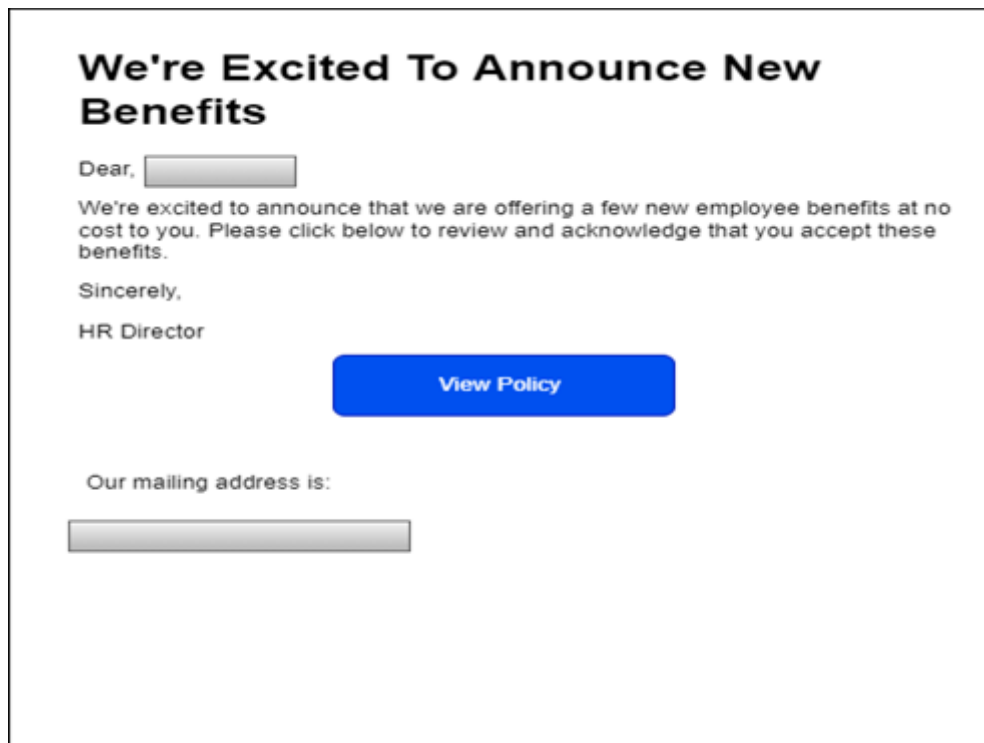 We're Excited To Announce New
Benefits
Dear,
We're excited to announce that we are offering a few new employee benefits at no
cost to you. Please click below to review and acknowledge that you accept these
benefits.
Sincerely,
HR Director
View Policy
Our mailing address is: